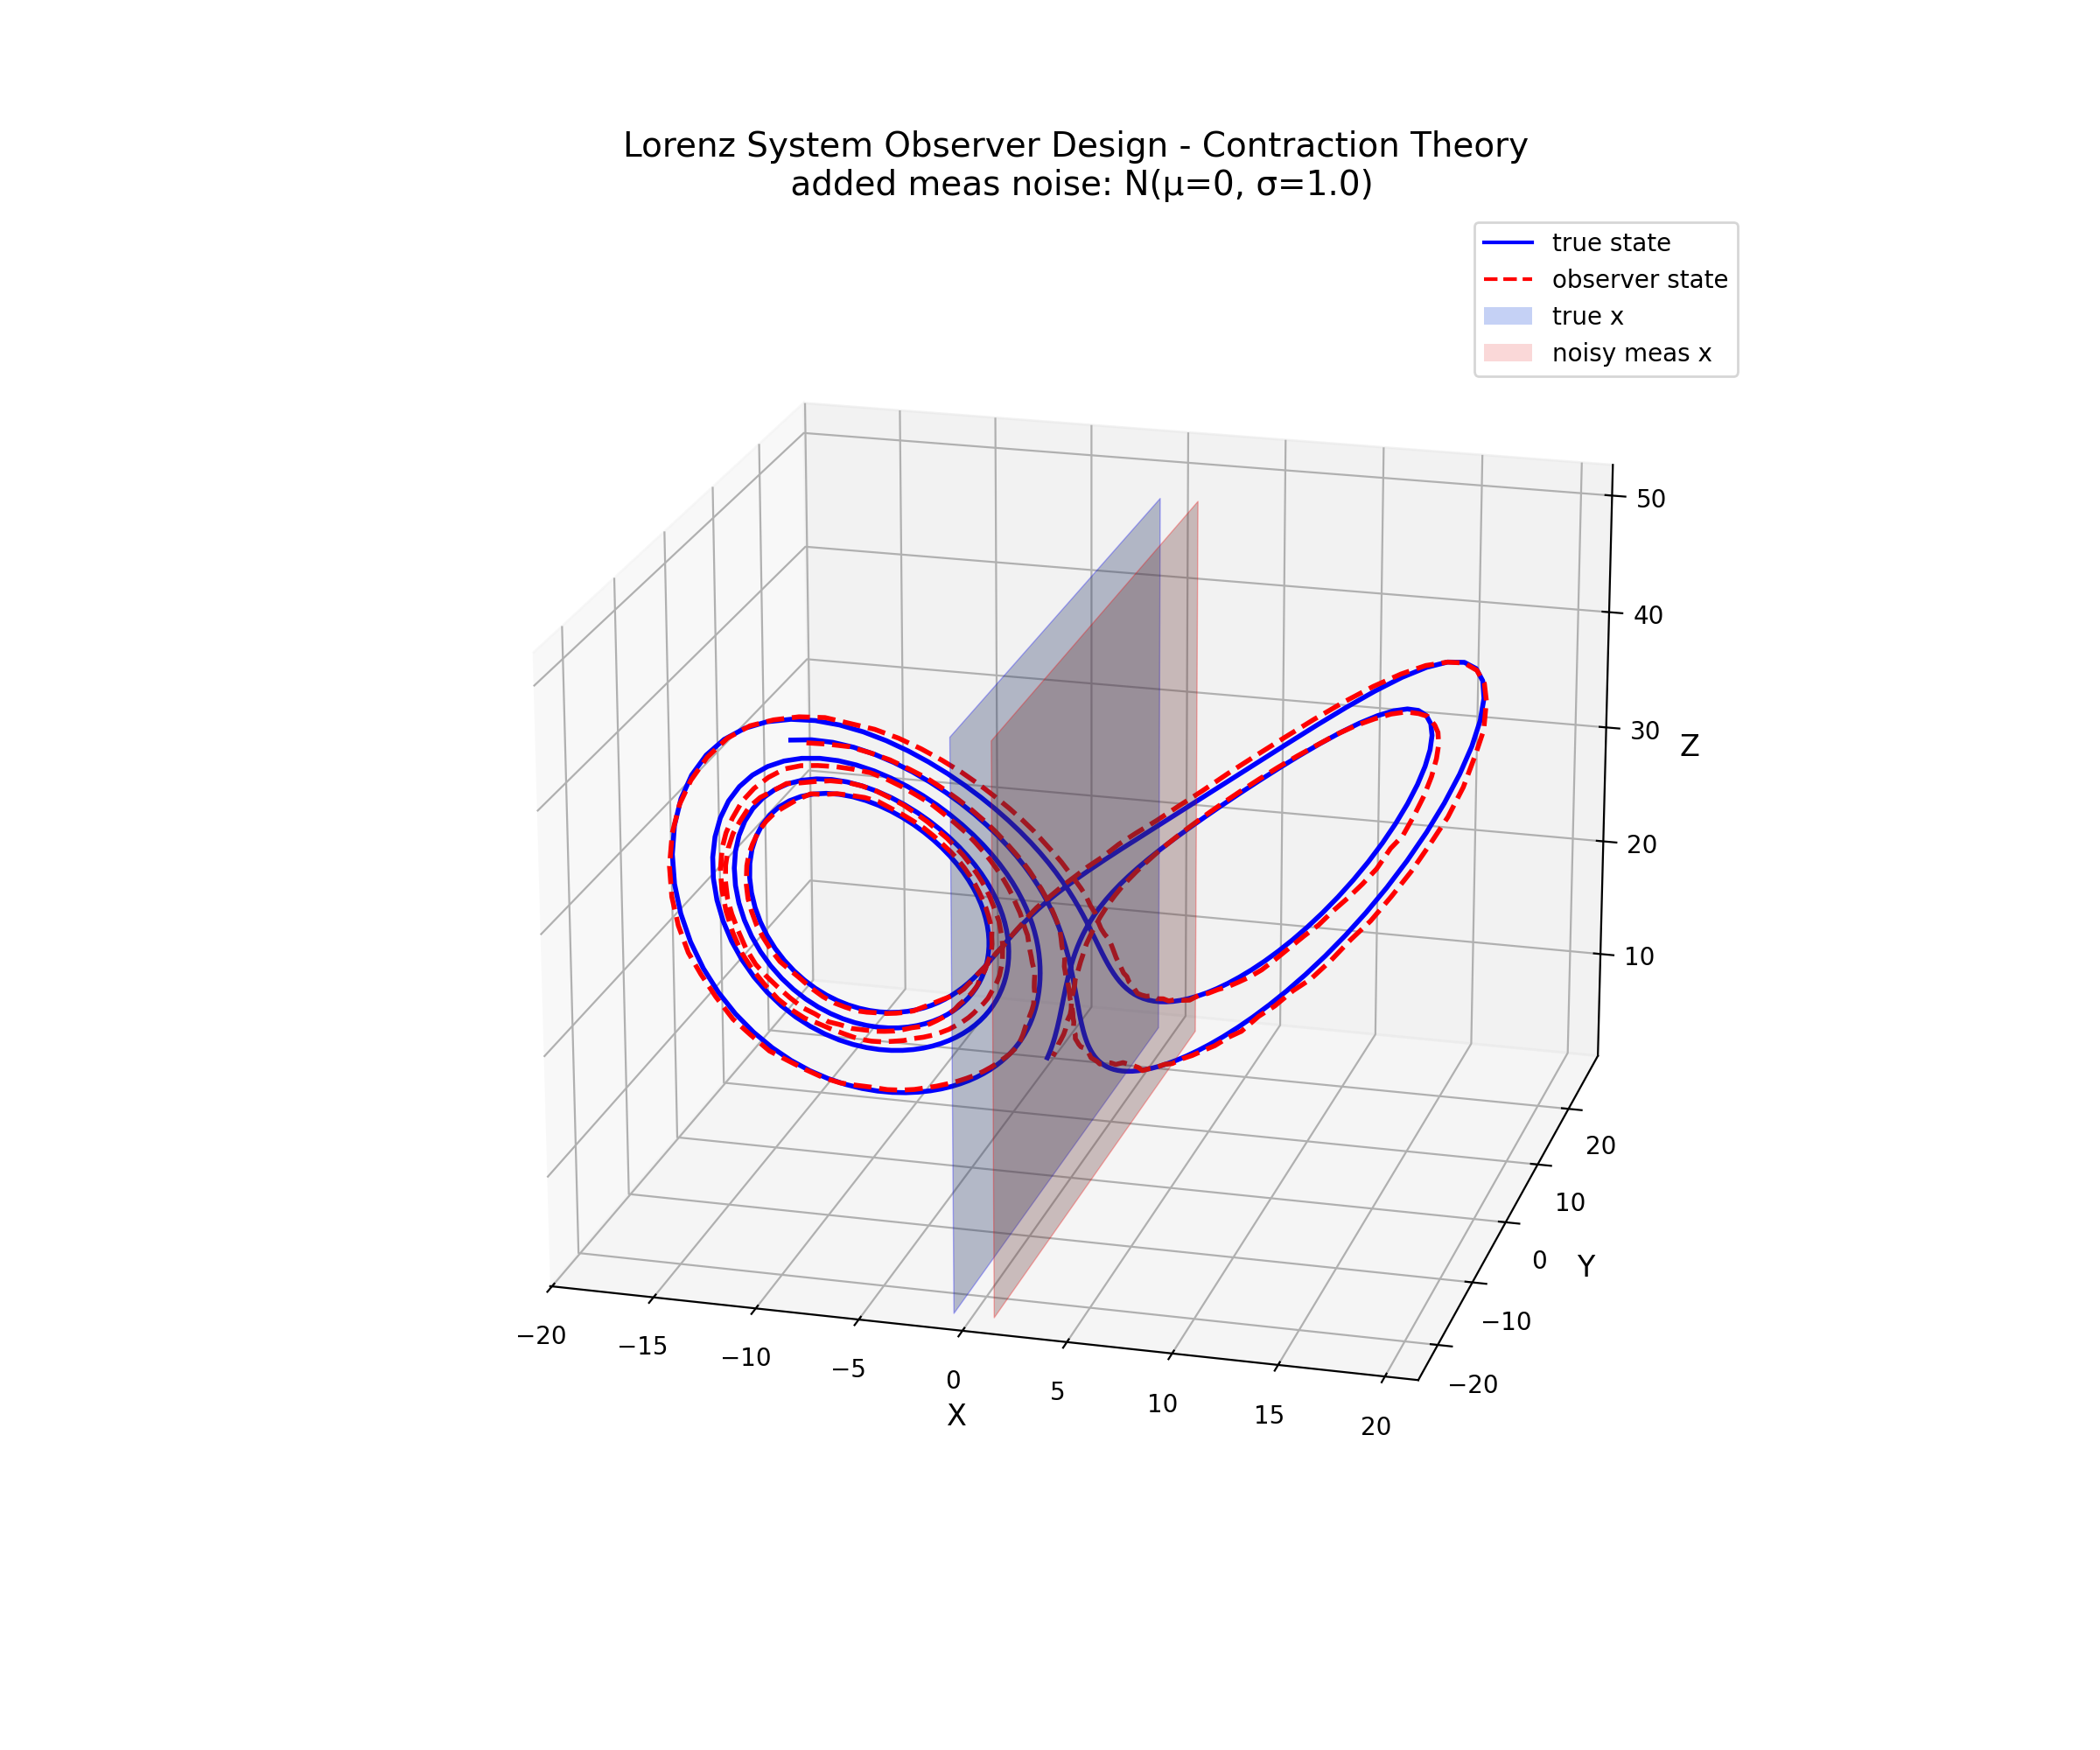 Lorenz System Observer Design - Contraction Theory
added meas noise: N(μ=0, σ=1.0)
true state
observer state
true x
noisy meas x
50
40
30
Z
20
10
20
10
0
Y
−10
−20
−20
−15
−10
−5
0
5
10
15
20
X